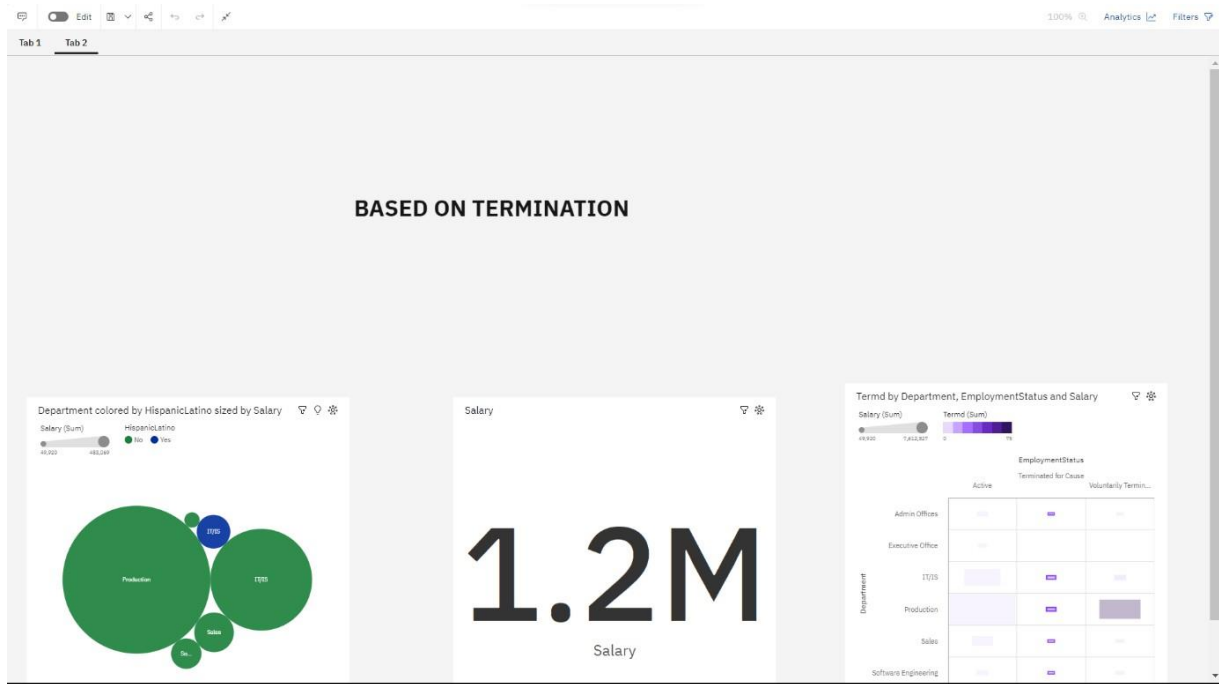 Edit
100% Analytics Filters
Tab 1 Tab 2
BASED ON TERMINATION
Department colored by HispanicLatino sized by Salary
Salary (Sum) HispanicLatino
No Yes
Production
IT/IS
IT/IS
Sales
So...
Salary
1.2M
Salary
Termd by Department, EmploymentStatus and Salary
Salary (Sum) Termd (Sum)
0 75
EmploymentStatus
Terminated for Cause
Active Voluntarily Termin...
Department
Admin Offices
Executive Office
IT/IS
Production
Sales
Software Engineering